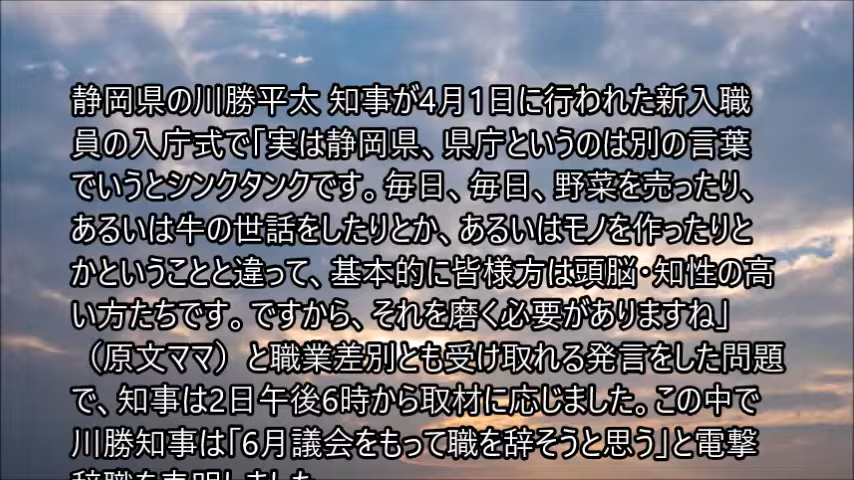 静岡県の川勝平太 知事が4月1日に行われた新入職
員の入庁式で「実は静岡県、県庁というのは別の言葉
でいうとシンクタンクです。毎日、毎日、野菜を売ったり、
あるいは牛の世話をしたりとか、あるいはモノを作ったりと
かということと違って、基本的に皆様方は頭脳・知性の高
い方たちです。ですから、それを磨く必要がありますね」
（原文ママ）と職業差別とも受け取れる発言をした問題
で、知事は2日午後6時から取材に応じました。この中で
川勝知事は「6月議会をもって職を辞そうと思う」と電撃
辞職を表明しました